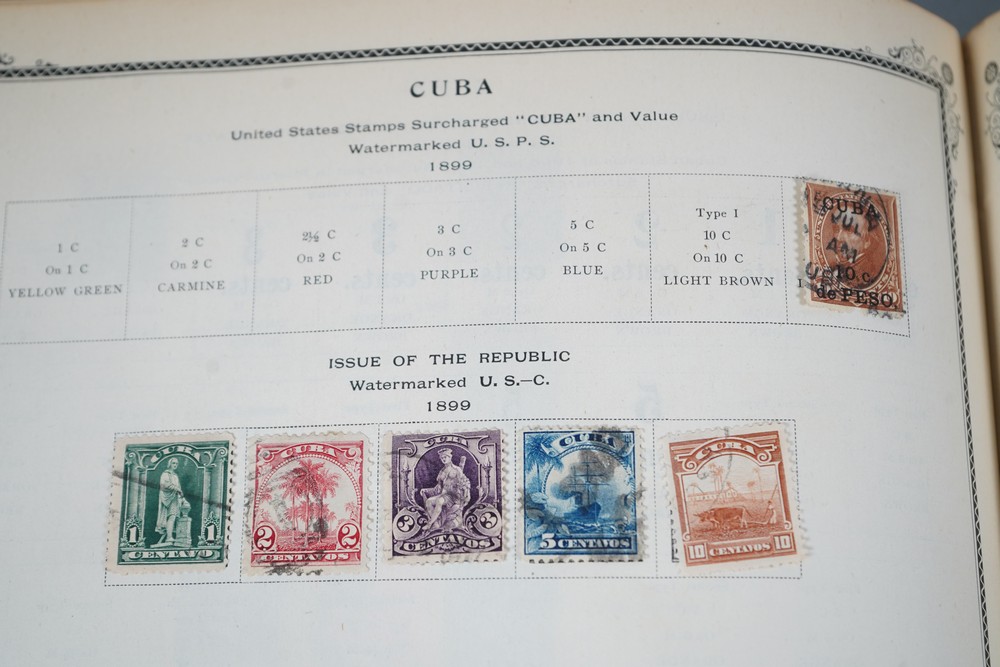 CUBA
United States Stamps Surcharged "CUBA" and Value
Watermarked U. S. P. S.
1899
1 C
On 1 C
YELLOW GREEN
2 C
On 2 C
CARMINE
2½ C
On 2 C
RED
3 C
On 3 C
PURPLE
5 C
On 5 C
BLUE
Type I
10 C
On 10 C
LIGHT BROWN
CUBA
JUL
AM
10 c.
de PESO.
ISSUE OF THE REPUBLIC
Watermarked U. S.—C.
1899
CUBA
1 1
CENTAVO
CUBA
2 2
CENTAVOS
CUBA
3 3
CENTAVOS
CUBA
5 CENTAVOS
CUBA
10 CENTAVOS 10